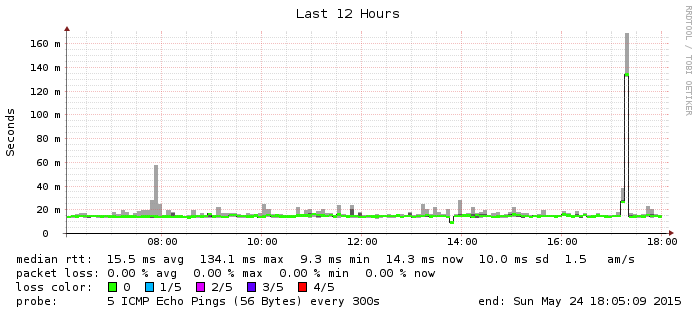 Last 12 Hours
RRDTOOL / TOBI OETIKER
Seconds
160 m
140 m
120 m
100 m
80 m
60 m
40 m
20 m
0
08:00 10:00 12:00 14:00 16:00 18:00
median rtt: 15.5 ms avg 134.1 ms max 9.3 ms min 14.3 ms now 10.0 ms sd 1.5 am/s
packet loss: 0.00 % avg 0.00 % max 0.00 % min 0.00 % now
loss color: 0 1/5 2/5 3/5 4/5
probe: 5 ICMP Echo Pings (56 Bytes) every 300s end: Sun May 24 18:05:09 2015